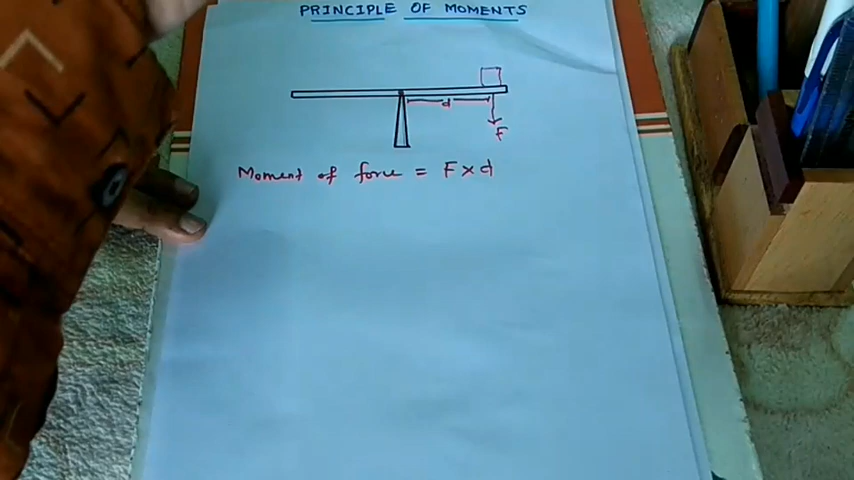 PRINCIPLE OF MOMENTS
d
F
Moment of force = F × d